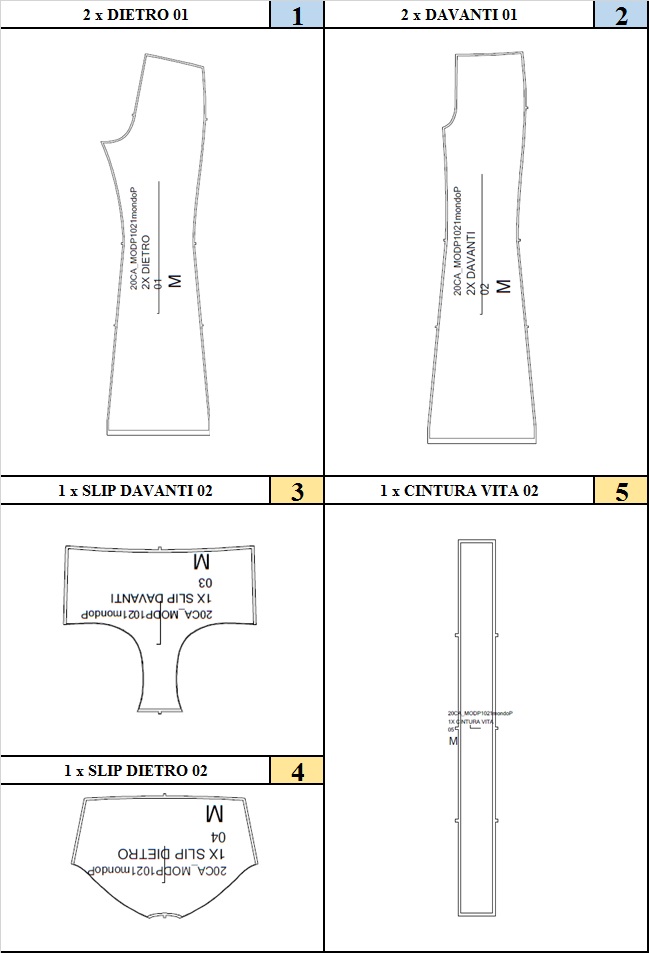 2 x DIETRO 01
1
20CA_MODP1021mondoP
2X DIETRO
01
M
2 x DAVANTI 01
2
20CA_MODP1021mondoP
2X DAVANTI
02
M
1 x SLIP DAVANTI 02
3
M
03
1X SLIP DAVANTI
20CA_MODP1021mondoP
1 x SLIP DIETRO 02
4
M
04
1X SLIP DIETRO
20CA_MODP1021mondoP
1 x CINTURA VITA 02
5
20CA_MODP1021mondoP
1X CINTURA VITA
05
M